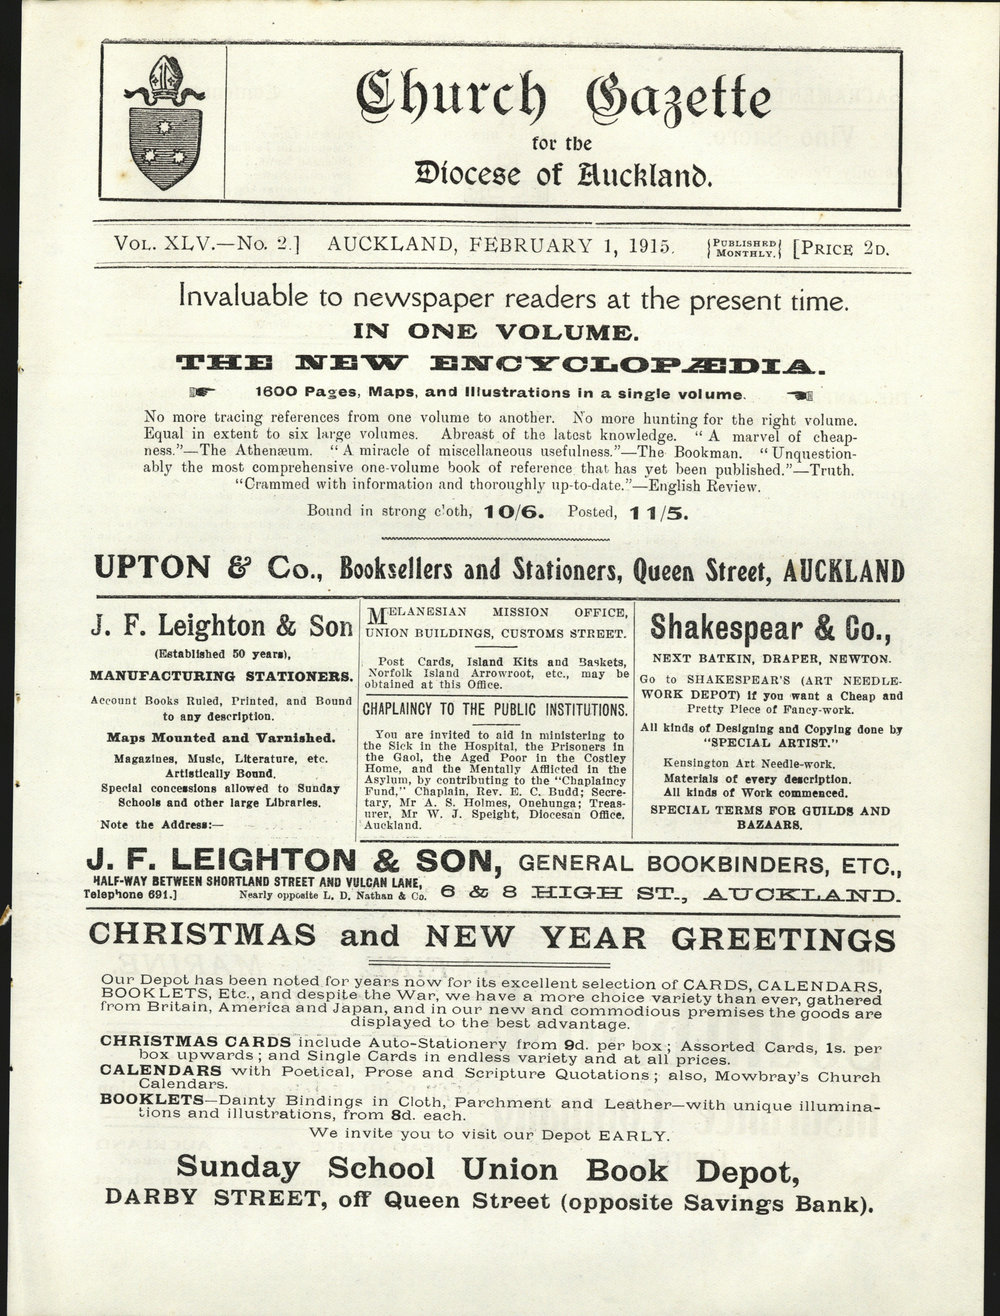 Church Gazette
for the
Diocese of Auckland.
VOL. XLV.—No. 2.] AUCKLAND, FEBRUARY 1, 1915. {PUBLISHED MONTHLY.} [PRICE 2D.
Invaluable to newspaper readers at the present time.
IN ONE VOLUME.
THE NEW ENCYCLOPÆDIA.
1600 Pages, Maps, and Illustrations in a single volume.
No more tracing references from one volume to another. No more hunting for the right volume.
Equal in extent to six large volumes. Abreast of the latest knowledge. "A marvel of cheap-
ness."—The Athenæum. "A miracle of miscellaneous usefulness."—The Bookman. "Unquestion-
ably the most comprehensive one-volume book of reference that has yet been published."—Truth.
"Crammed with information and thoroughly up-to-date."—English Review.
Bound in strong cloth, 10/6. Posted, 11/5.
UPTON & Co., Booksellers and Stationers, Queen Street, AUCKLAND
J. F. Leighton & Son
(Established 50 years),
MANUFACTURING STATIONERS.
Account Books Ruled, Printed, and Bound
to any description.
Maps Mounted and Varnished.
Magazines, Music, Literature, etc.
Artistically Bound.
Special concessions allowed to Sunday
Schools and other large Libraries.
Note the Address:—
MELANESIAN MISSION OFFICE,
UNION BUILDINGS, CUSTOMS STREET.
Post Cards, Island Kits and Baskets,
Norfolk Island Arrowroot, etc., may be
obtained at this Office.
CHAPLAINCY TO THE PUBLIC INSTITUTIONS.
You are invited to aid in ministering to
the Sick in the Hospital, the Prisoners in
the Gaol, the Aged Poor in the Costley
Home, and the Mentally Afflicted in the
Asylum, by contributing to the "Chaplaincy
Fund," Chaplain, Rev. E. C. Budd; Secre-
tary, Mr A. S. Holmes, Onehunga; Treas-
urer, Mr W. J. Speight, Diocesan Office,
Auckland.
Shakespear & Co.,
NEXT BATKIN, DRAPER, NEWTON.
Go to SHAKESPEAR'S (ART NEEDLE-
WORK DEPOT) if you want a Cheap and
Pretty Piece of Fancy-work.
All kinds of Designing and Copying done by
"SPECIAL ARTIST."
Kensington Art Needle-work.
Materials of every description.
All kinds of Work commenced.
SPECIAL TERMS FOR GUILDS AND
BAZAARS.
J. F. LEIGHTON & SON, GENERAL BOOKBINDERS, ETC.,
HALF-WAY BETWEEN SHORTLAND STREET AND VULCAN LANE,
Telephone 691.] Nearly opposite L. D. Nathan & Co. 6 & 8 HIGH ST., AUCKLAND.
CHRISTMAS and NEW YEAR GREETINGS
Our Depot has been noted for years now for its excellent selection of CARDS, CALENDARS,
BOOKLETS, Etc., and despite the War, we have a more choice variety than ever, gathered
from Britain, America and Japan, and in our new and commodious premises the goods are
displayed to the best advantage.
CHRISTMAS CARDS include Auto-Stationery from 9d. per box; Assorted Cards, 1s. per
box upwards; and Single Cards in endless variety and at all prices.
CALENDARS with Poetical, Prose and Scripture Quotations; also, Mowbray's Church
Calendars.
BOOKLETS—Dainty Bindings in Cloth, Parchment and Leather—with unique illumina-
tions and illustrations, from 8d. each.
We invite you to visit our Depot EARLY.
Sunday School Union Book Depot,
DARBY STREET, off Queen Street (opposite Savings Bank).